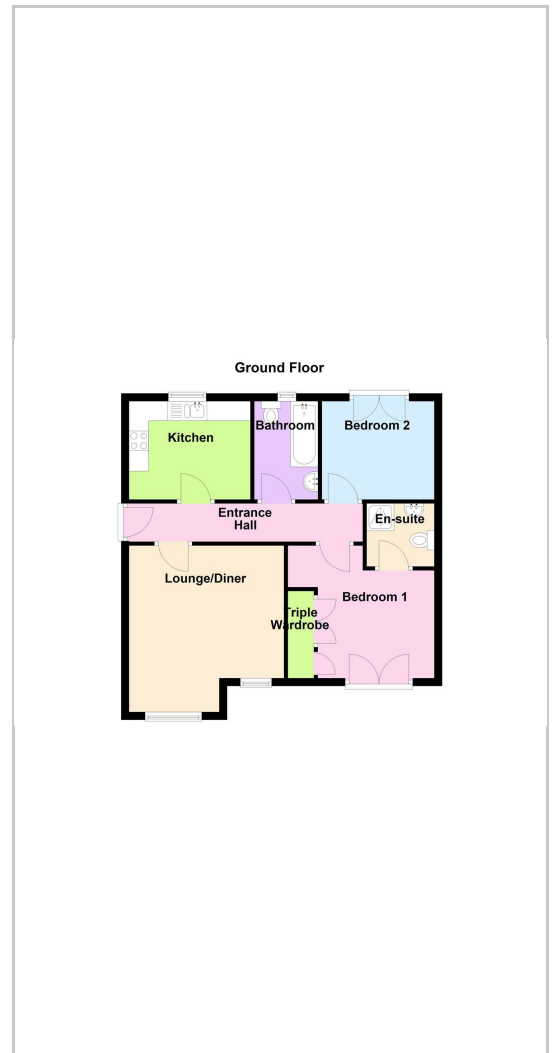 Ground Floor
Kitchen
Bathroom
Bedroom 2
Entrance
Hall
En-suite
Lounge/Diner
Bedroom 1
Triple
Wardrobe